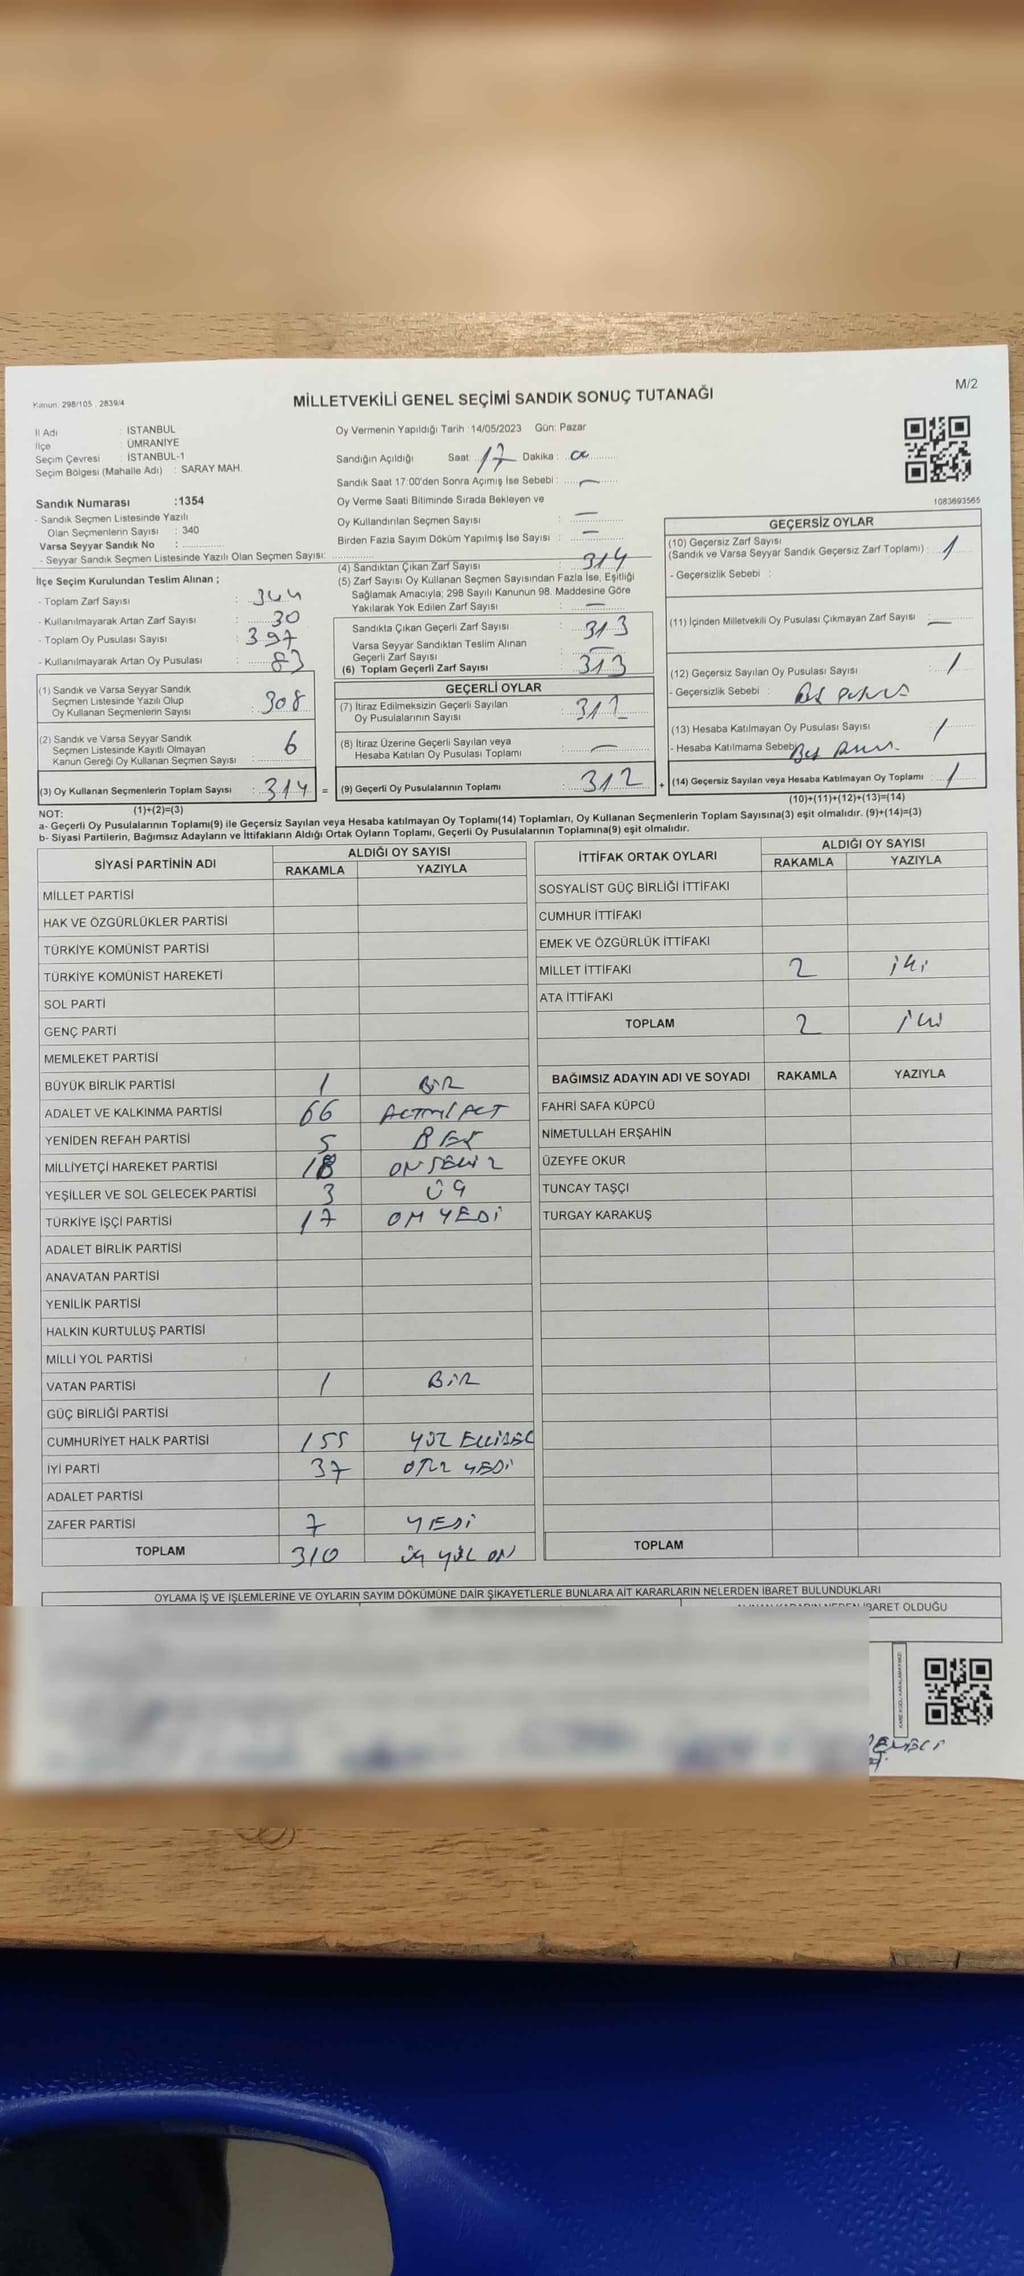 Kanun: 298/105 , 2839/4
MİLLETVEKİLİ GENEL SEÇİMİ SANDIK SONUÇ TUTANAĞI
M/2
İl Adı : İSTANBUL
İlçe : ÜMRANİYE
Seçim Çevresi : İSTANBUL-1
Seçim Bölgesi (Mahalle Adı) : SARAY MAH.
Sandık Numarası :1354
- Sandık Seçmen Listesinde Yazılı
Olan Seçmenlerin Sayısı : 340
Varsa Seyyar Sandık No :
- Seyyar Sandık Seçmen Listesinde Yazılı Olan Seçmen Sayısı:
Oy Vermenin Yapıldığı Tarih :14/05/2023 Gün: Pazar
Sandığın Açıldığı Saat: 17 Dakika :
Sandık Saat 17:00'den Sonra Açımış İse Sebebi : —
Oy Verme Saati Bitiminde Sırada Bekleyen ve
Oy Kullandırılan Seçmen Sayısı : —
Birden Fazla Sayım Döküm Yapılmış İse Sayısı : —
1083693565
İlçe Seçim Kurulundan Teslim Alınan ;
- Toplam Zarf Sayısı : 344
- Kullanılmayarak Artan Zarf Sayısı : 30
- Toplam Oy Pusulası Sayısı : 397
- Kullanılmayarak Artan Oy Pusulası : 83
(1) Sandık ve Varsa Seyyar Sandık
Seçmen Listesinde Yazılı Olup
Oy Kullanan Seçmenlerin Sayısı : 308
(2) Sandık ve Varsa Seyyar Sandık
Seçmen Listesinde Kayıtlı Olmayan
Kanun Gereği Oy Kullanan Seçmen Sayısı : 6
(3) Oy Kullanan Seçmenlerin Toplam Sayısı : 314 =
(1)+(2)=(3)
(4) Sandıktan Çıkan Zarf Sayısı : 314
(5) Zarf Sayısı Oy Kullanan Seçmen Sayısından Fazla İse, Eşitliği
Sağlamak Amacıyla; 298 Sayılı Kanunun 98. Maddesine Göre
Yakılarak Yok Edilen Zarf Sayısı : —
Sandıkta Çıkan Geçerli Zarf Sayısı : 313
Varsa Seyyar Sandıktan Teslim Alınan
Geçerli Zarf Sayısı : —
(6) Toplam Geçerli Zarf Sayısı : 313
GEÇERLİ OYLAR
(7) İtiraz Edilmeksizin Geçerli Sayılan
Oy Pusulalarının Sayısı :
(8) İtiraz Üzerine Geçerli Sayılan veya
Hesaba Katılan Oy Pusulası Toplamı : —
(9) Geçerli Oy Pusulalarının Toplamı : 312 +
GEÇERSİZ OYLAR
(10) Geçersiz Zarf Sayısı
(Sandık ve Varsa Seyyar Sandık Geçersiz Zarf Toplamı) : 1
- Geçersizlik Sebebi :
(11) İçinden Milletvekili Oy Pusulası Çıkmayan Zarf Sayısı : —
(12) Geçersiz Sayılan Oy Pusulası Sayısı : 1
- Geçersizlik Sebebi :
(13) Hesaba Katılmayan Oy Pusulası Sayısı : 1
- Hesaba Katılmama Sebebi:
(14) Geçersiz Sayılan veya Hesaba Katılmayan Oy Toplamı : 1
(10)+(11)+(12)+(13)=(14)
NOT:
a- Geçerli Oy Pusulalarının Toplamı(9) ile Geçersiz Sayılan veya Hesaba katılmayan Oy Toplamı(14) Toplamları, Oy Kullanan Seçmenlerin Toplam Sayısına(3) eşit olmalıdır. (9)+(14)=(3)
b- Siyasi Partilerin, Bağımsız Adayların ve İttifakların Aldığı Ortak Oyların Toplamı, Geçerli Oy Pusulalarının Toplamına(9) eşit olmalıdır.
SİYASİ PARTİNİN ADI ALDIĞI OY SAYISI
RAKAMLA YAZIYLA
MİLLET PARTİSİ
HAK VE ÖZGÜRLÜKLER PARTİSİ
TÜRKİYE KOMÜNİST PARTİSİ
TÜRKİYE KOMÜNİST HAREKETİ
SOL PARTİ
GENÇ PARTİ
MEMLEKET PARTİSİ
BÜYÜK BİRLİK PARTİSİ 1 BİR
ADALET VE KALKINMA PARTİSİ 66 ALTMIŞ ALT
YENİDEN REFAH PARTİSİ 5 BEŞ
MİLLİYETÇİ HAREKET PARTİSİ 18 ON SEKİZ
YEŞİLLER VE SOL GELECEK PARTİSİ 3 ÜÇ
TÜRKİYE İŞÇİ PARTİSİ 17 ON YEDİ
ADALET BİRLİK PARTİSİ
ANAVATAN PARTİSİ
YENİLİK PARTİSİ
HALKIN KURTULUŞ PARTİSİ
MİLLİ YOL PARTİSİ
VATAN PARTİSİ 1 BİR
GÜÇ BİRLİĞİ PARTİSİ
CUMHURİYET HALK PARTİSİ 155 YÜZ
İYİ PARTİ 37 OTUZ YEDİ
ADALET PARTİSİ
ZAFER PARTİSİ 7 YEDİ
TOPLAM 310 ÜÇ YÜZ ON
İTTİFAK ORTAK OYLARI ALDIĞI OY SAYISI
RAKAMLA YAZIYLA
SOSYALİST GÜÇ BİRLİĞİ İTTİFAKI
CUMHUR İTTİFAKI
EMEK VE ÖZGÜRLÜK İTTİFAKI
MİLLET İTTİFAKI 2 iki
ATA İTTİFAKI
TOPLAM 2 iki
BAĞIMSIZ ADAYIN ADI VE SOYADI RAKAMLA YAZIYLA
FAHRİ SAFA KÜPCÜ
NİMETULLAH ERŞAHİN
ÜZEYFE OKUR
TUNCAY TAŞÇI
TURGAY KARAKUŞ
TOPLAM
OYLAMA İŞ VE İŞLEMLERİNE VE OYLARIN SAYIM DÖKÜMÜNE DAİR ŞİKAYETLERLE BUNLARA AİT KARARLARIN NELERDEN İBARET BULUNDUKLARI
İBARET OLDUĞU